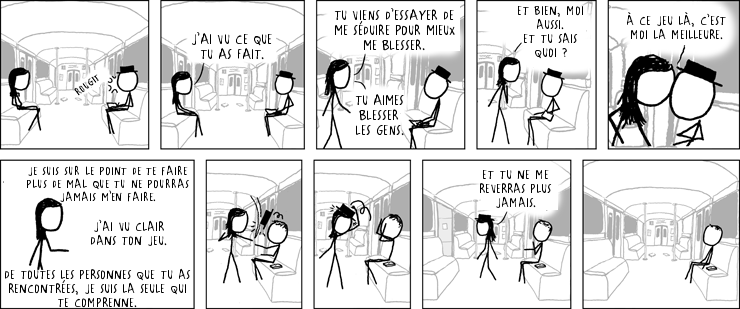 ROUGIT
J'AI VU CE QUE
TU AS FAIT.
TU VIENS D'ESSAYER DE
ME SÉDUIRE POUR MIEUX
ME BLESSER.
TU AIMES
BLESSER
LES GENS.
ET BIEN, MOI
AUSSI.
ET TU SAIS
QUOI ?
À CE JEU LÀ, C'EST
MOI LA MEILLEURE.
JE SUIS SUR LE POINT DE TE FAIRE
PLUS DE MAL QUE TU NE POURRAS
JAMAIS M'EN FAIRE.
J'AI VU CLAIR
DANS TON JEU.
DE TOUTES LES PERSONNES QUE TU AS
RENCONTRÉES, JE SUIS LA SEULE QUI
TE COMPRENNE.
ET TU NE ME
REVERRAS PLUS
JAMAIS.